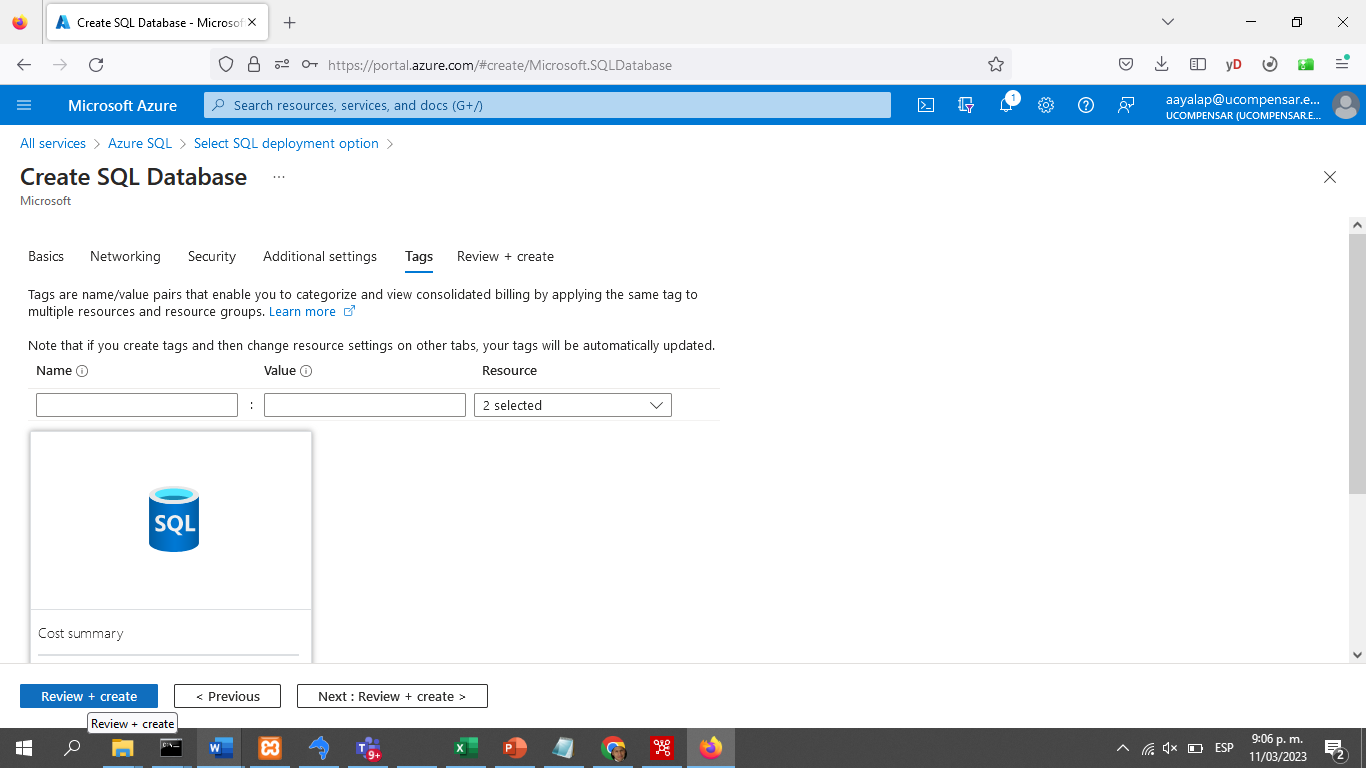 Create SQL Database - Microsof
https://portal.azure.com/#create/Microsoft.SQLDatabase
yD
Microsoft Azure
Search resources, services, and docs (G+/)
1
aayalap@ucompensar.e...
UCOMPENSAR (UCOMPENSAR.E...
All services > Azure SQL > Select SQL deployment option >
Create SQL Database ...
Microsoft
Basics Networking Security Additional settings Tags Review + create
Tags are name/value pairs that enable you to categorize and view consolidated billing by applying the same tag to
multiple resources and resource groups. Learn more
Note that if you create tags and then change resource settings on other tabs, your tags will be automatically updated.
Name Value Resource
: 2 selected
SQL
Cost summary
Review + create < Previous Next : Review + create >
Review + create
9+
ESP
9:06 p. m.
11/03/2023
2